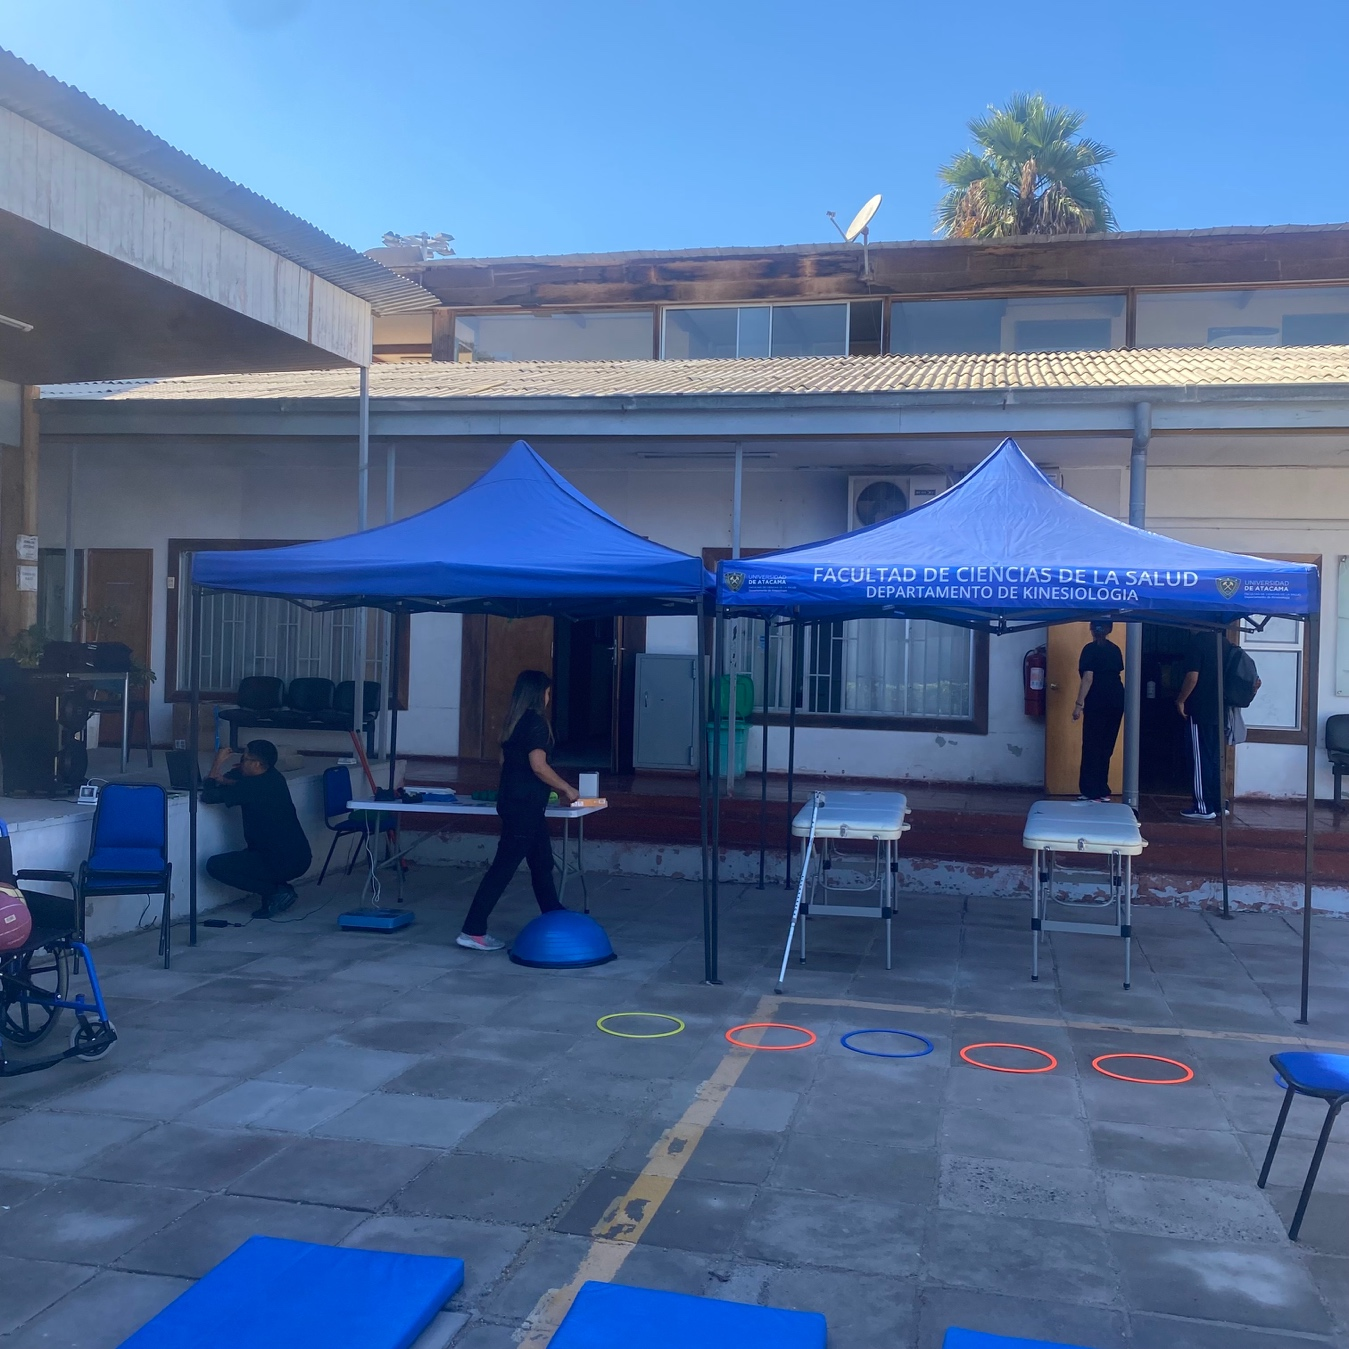 FACULTAD DE CIENCIAS DE LA SALUD
DEPARTAMENTO DE KINESIOLOGIA
UNIVERSIDAD
DE ATACAMA
UNIVERSIDAD
DE ATACAMA